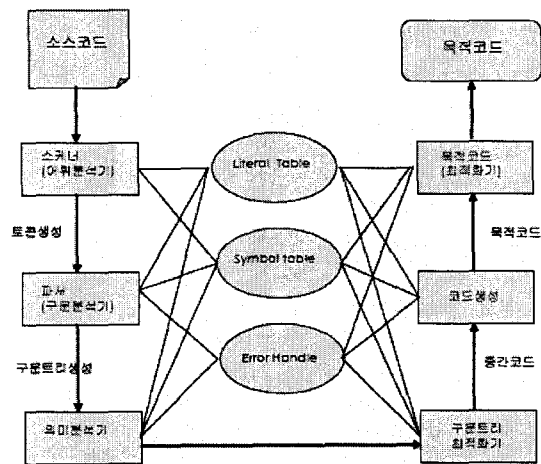 소스코드
목적코드
스캐너
(어휘분석기)
Literal Table
목적코드
(최적화기)
토큰생성
Symbol table
목적코드
파서
(구문분석기)
코드생성
Error Handle
구문트리생성
중간코드
의미분석기
구문트리
최적화기